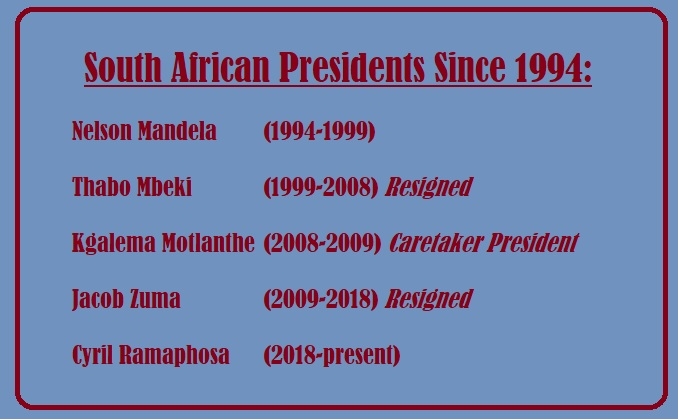 South African Presidents Since 1994:
Nelson Mandela (1994-1999)
Thabo Mbeki (1999-2008) Resigned
Kgalema Motlanthe (2008-2009) Caretaker President
Jacob Zuma (2009-2018) Resigned
Cyril Ramaphosa (2018-present)